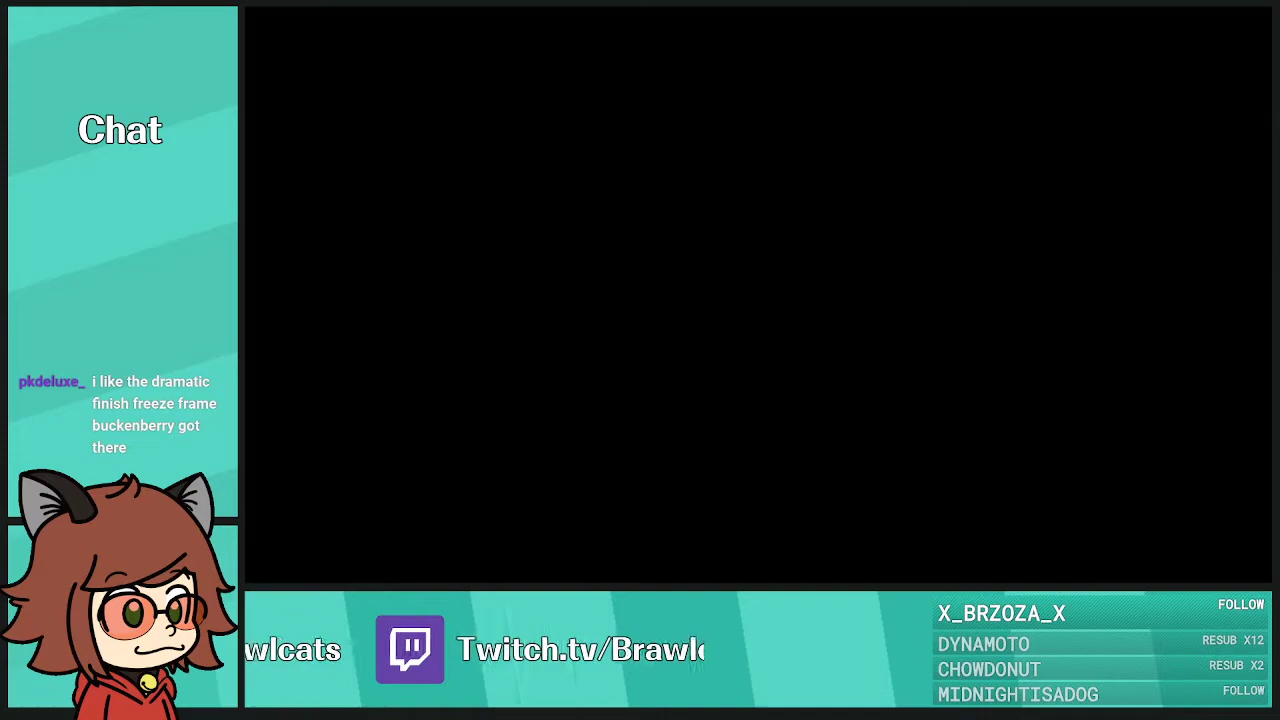 Chat
pkdeluxe_ i like the dramatic
finish freeze frame
buckenberry got
there
wlcats
Twitch.tv/Brawlc
X_BRZOZA_X FOLLOW
DYNAMOTO RESUB X12
CHOWDONUT RESUB X2
MIDNIGHTISADOG FOLLOW